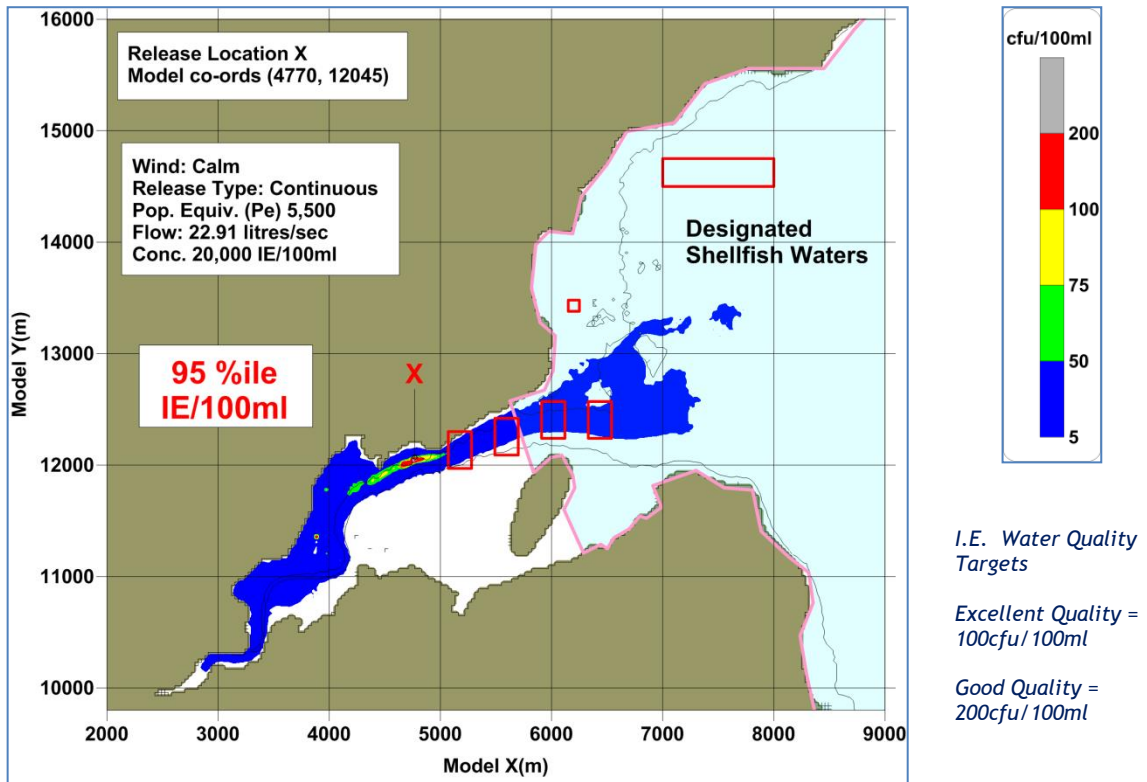 Release Location X
Model co-ords (4770, 12045)
Wind: Calm
Release Type: Continuous
Pop. Equiv. (Pe) 5,500
Flow: 22.91 litres/sec
Conc. 20,000 IE/100ml
Designated
Shellfish Waters
95 %ile
IE/100ml
X
16000
15000
14000
13000
12000
11000
10000
Model Y(m)
2000 3000 4000 5000 6000 7000 8000 9000
Model X(m)
cfu/100ml
200
100
75
50
5
I.E. Water Quality
Targets
Excellent Quality =
100cfu/100ml
Good Quality =
200cfu/100ml